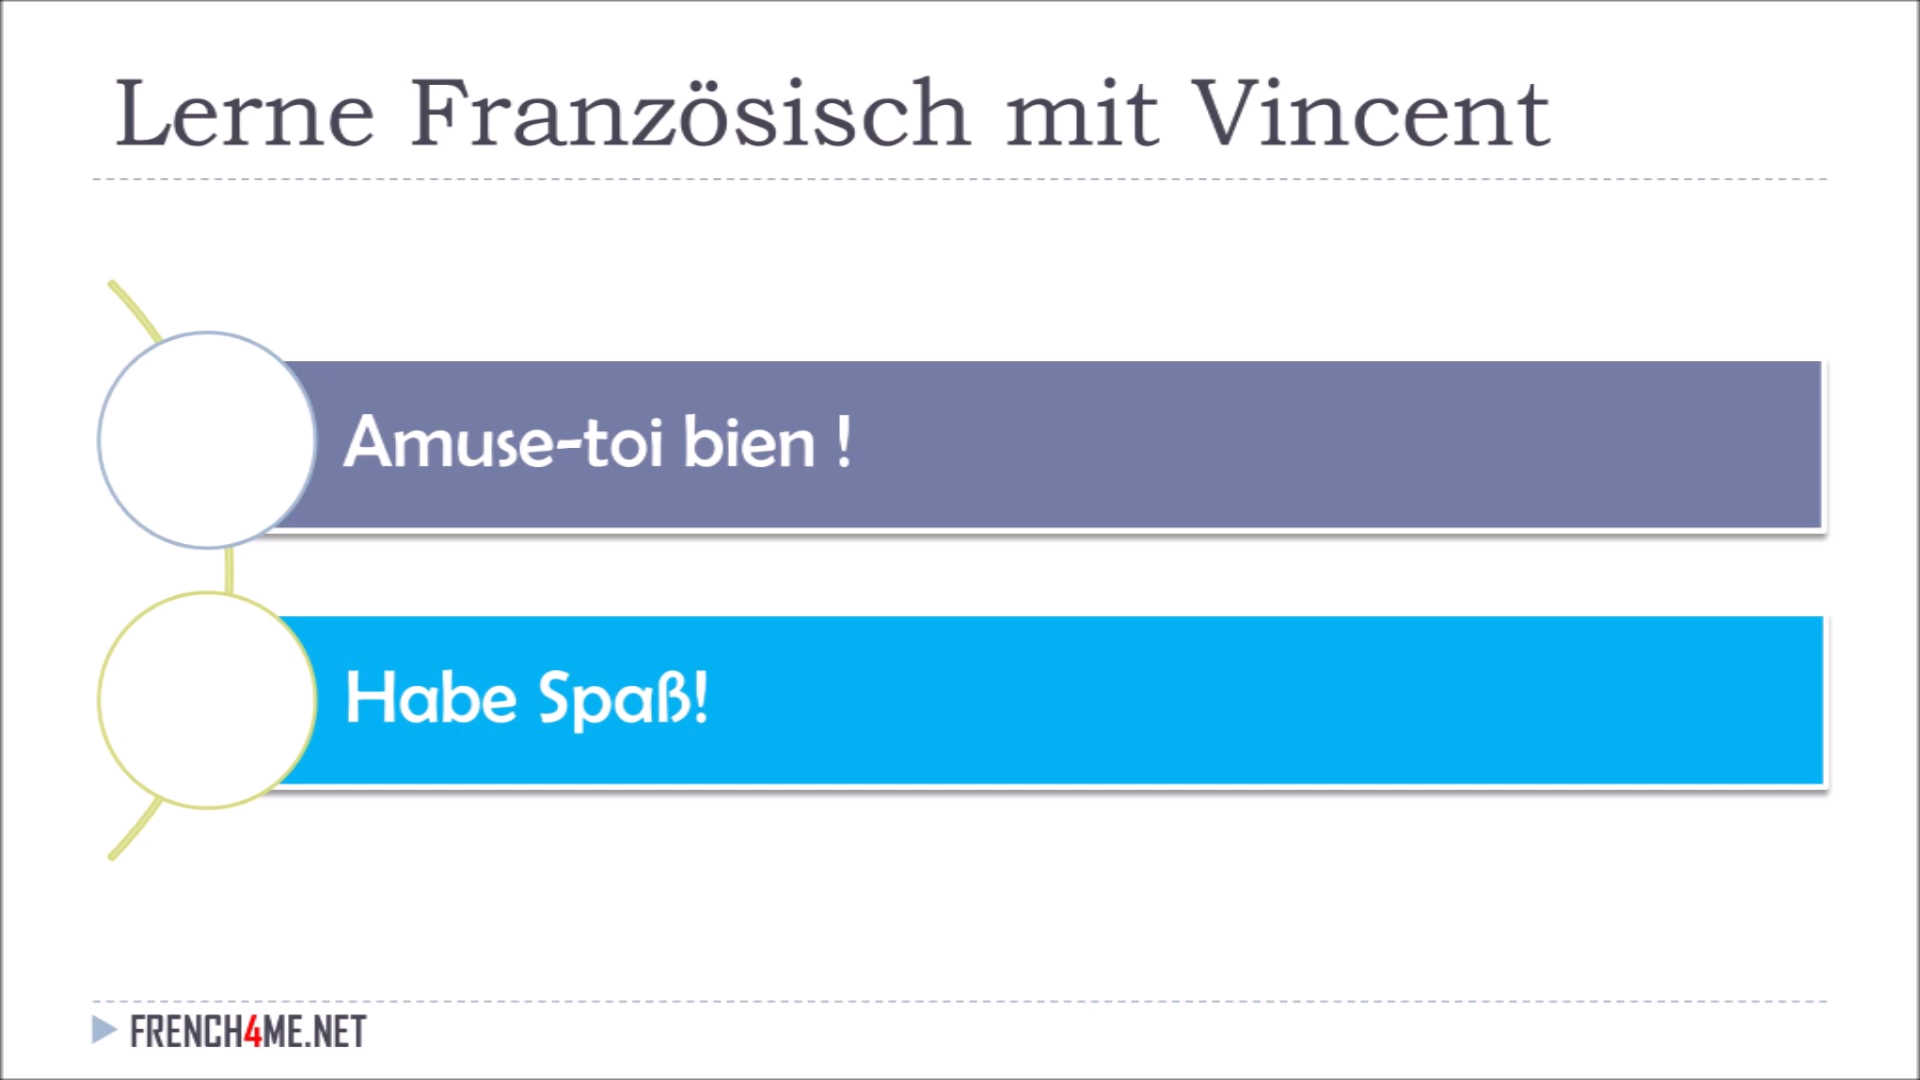 Lerne Französisch mit Vincent
Amuse-toi bien !
Habe Spaß!
FRENCH4ME.NET